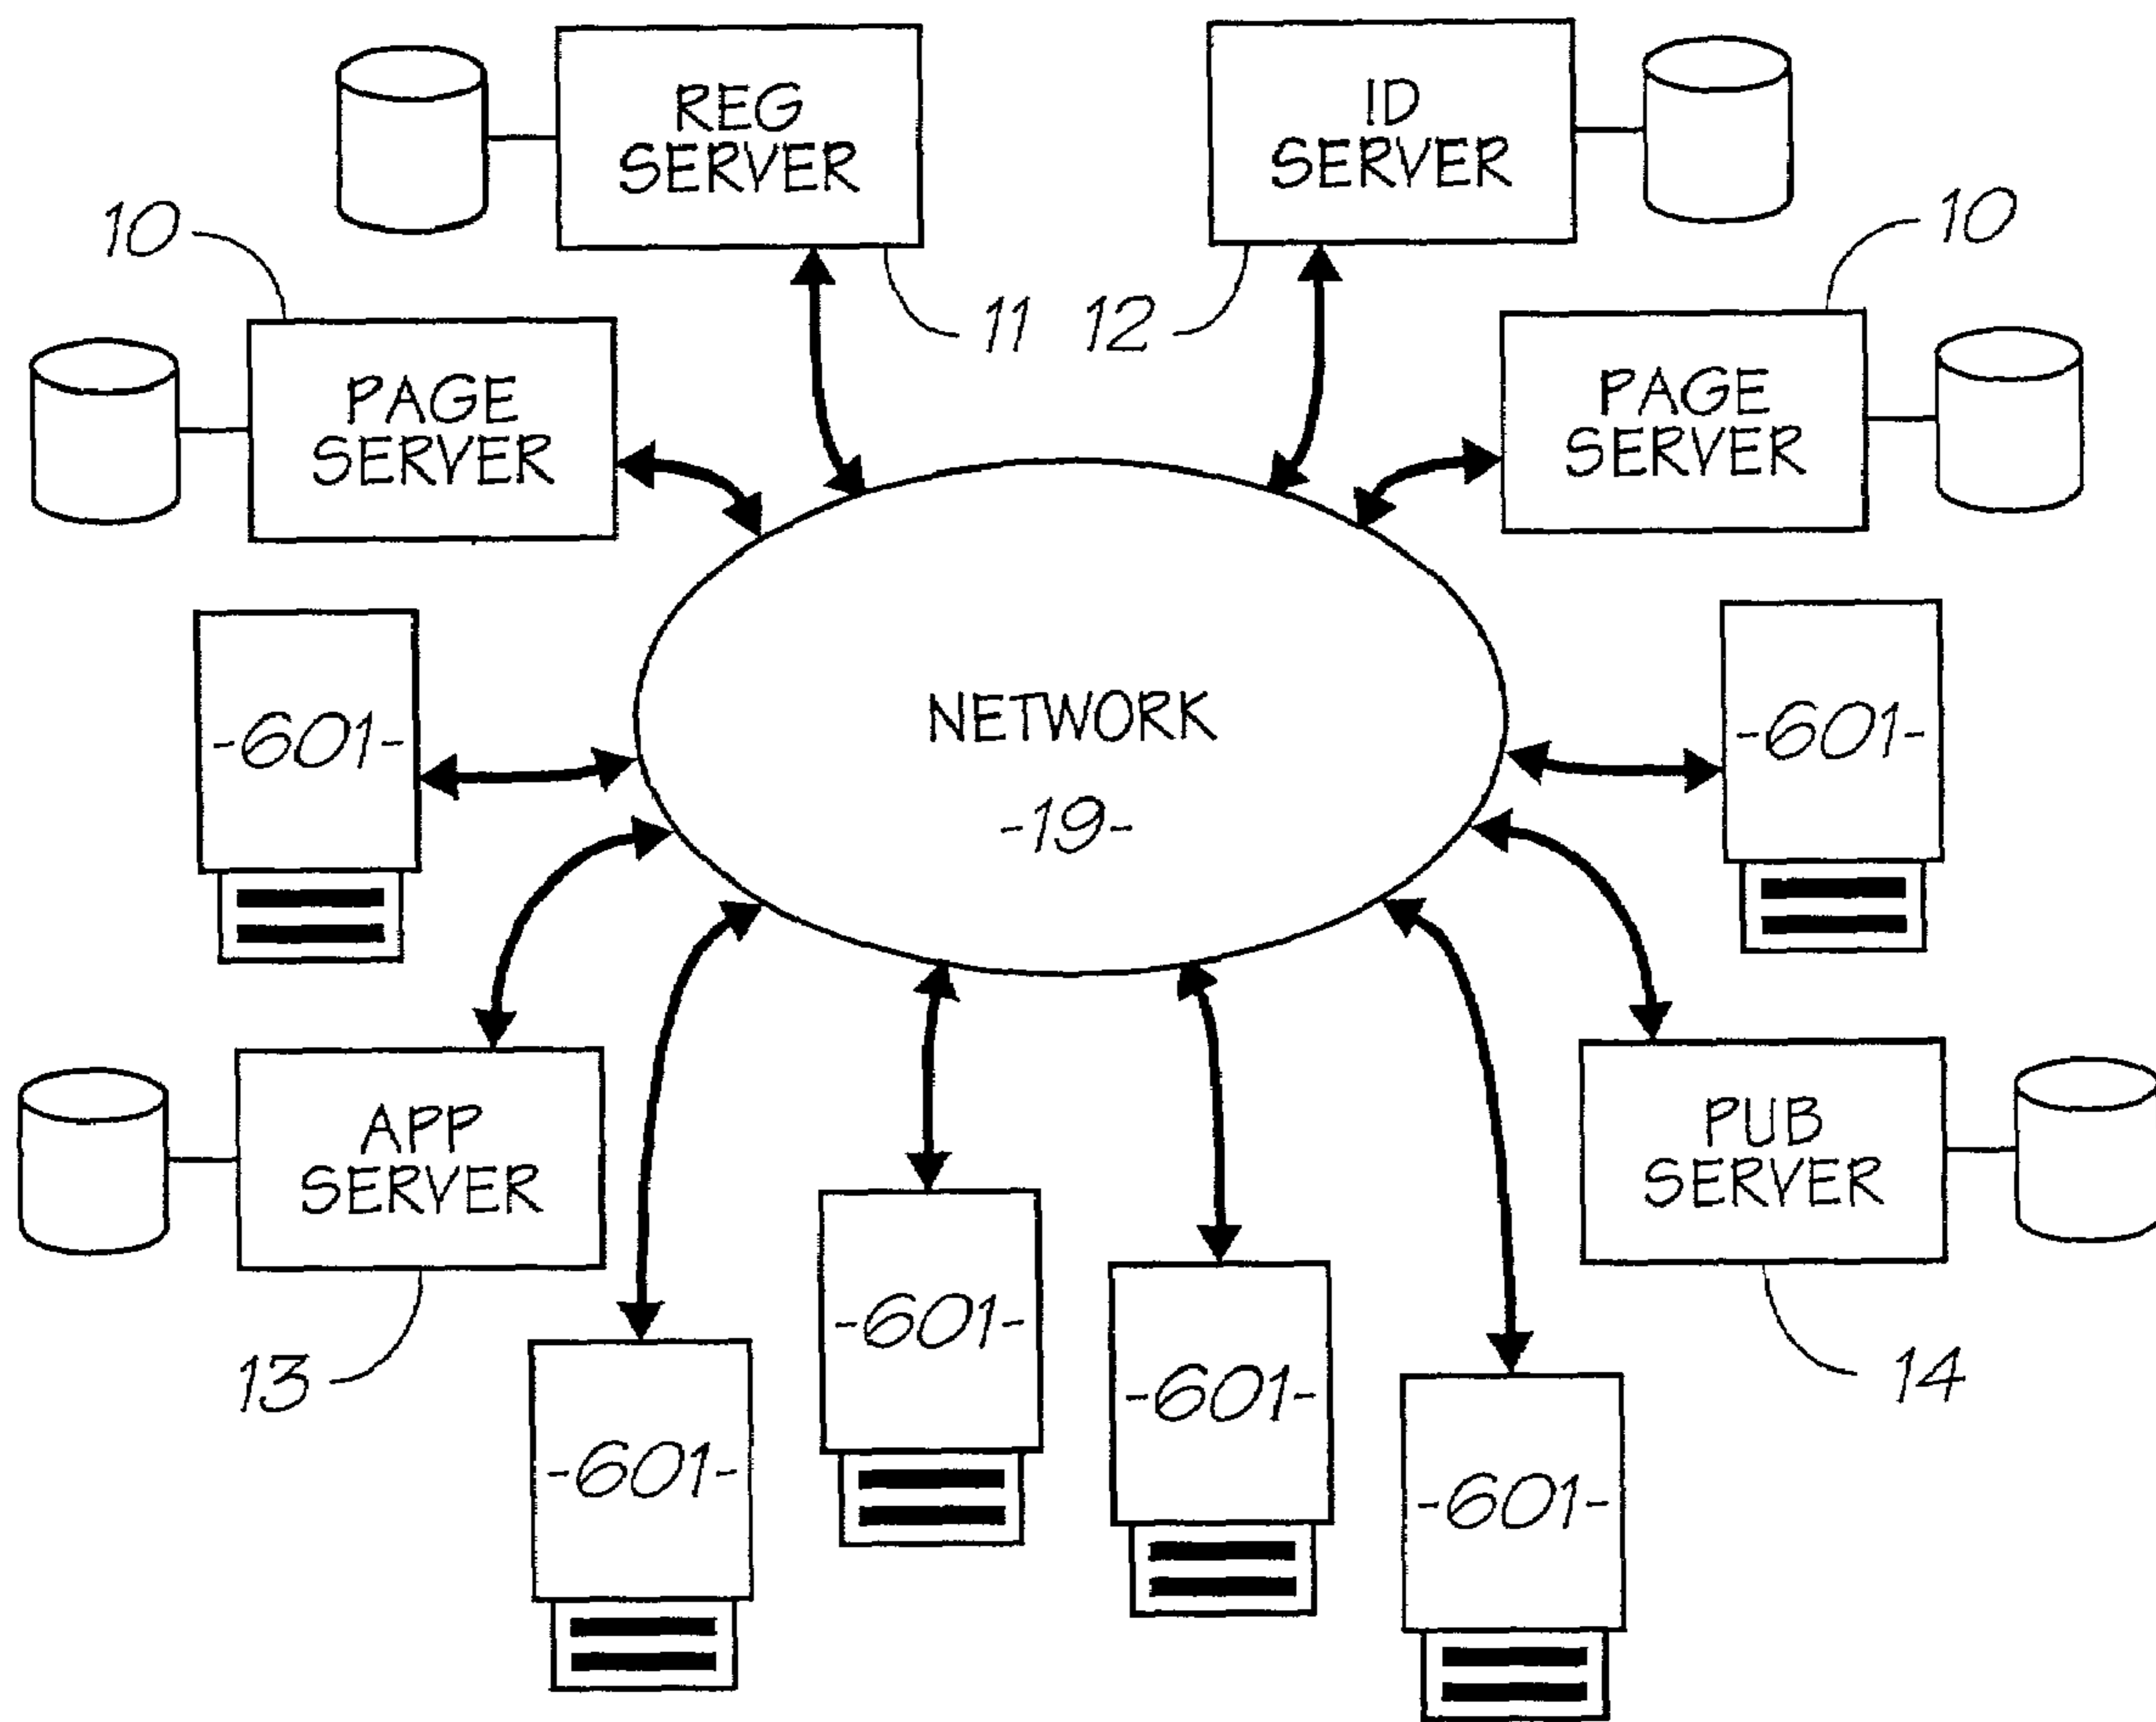 REG
SERVER
ID
SERVER
10
10
11
12
PAGE
SERVER
PAGE
SERVER
-601-
NETWORK
-19-
-601-
APP
SERVER
PUB
SERVER
13
-601-
-601-
-601-
-601-
14